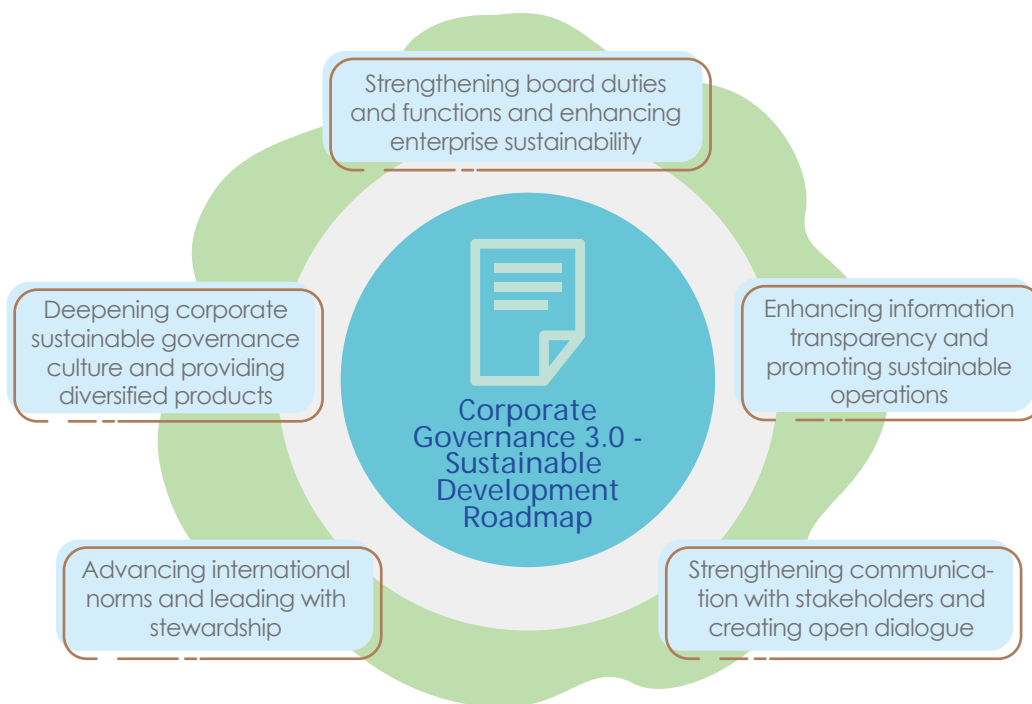 Strengthening board duties
and functions and enhancing
enterprise sustainability
Deepening corporate
sustainable governance
culture and providing
diversified products
Enhancing information
transparency and
promoting sustainable
operations
Corporate
Governance 3.0 -
Sustainable
Development
Roadmap
Advancing international
norms and leading with
stewardship
Strengthening communica-
tion with stakeholders and
creating open dialogue